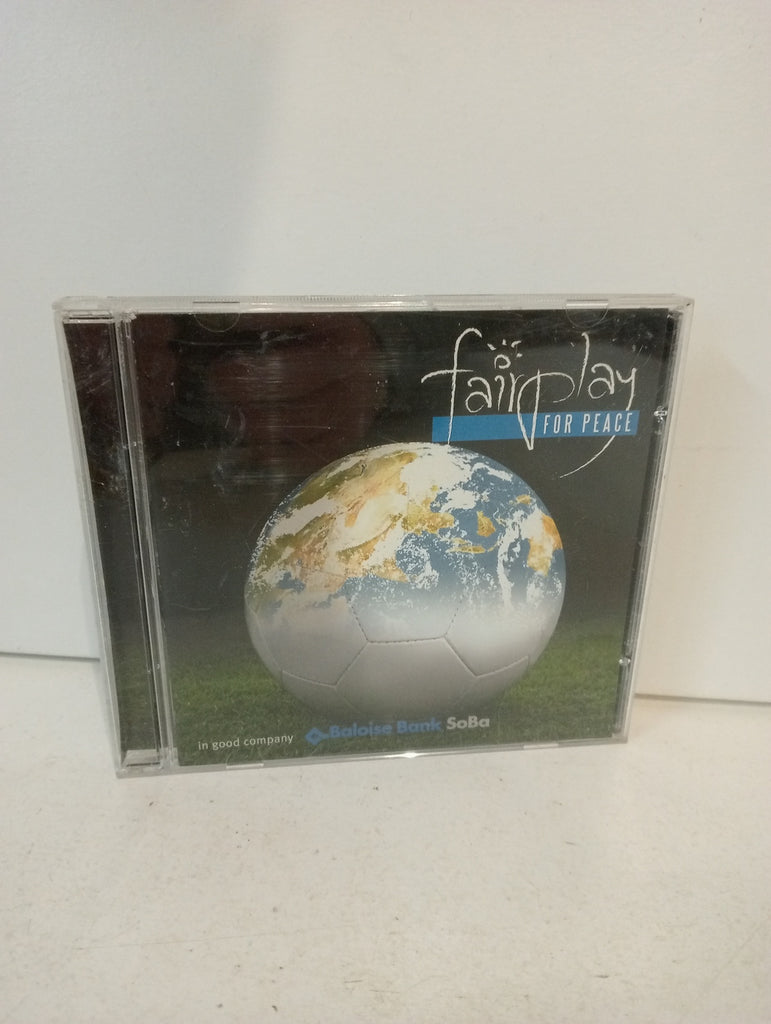 fairplay
FOR PEACE
in good company Baloise Bank SoBa